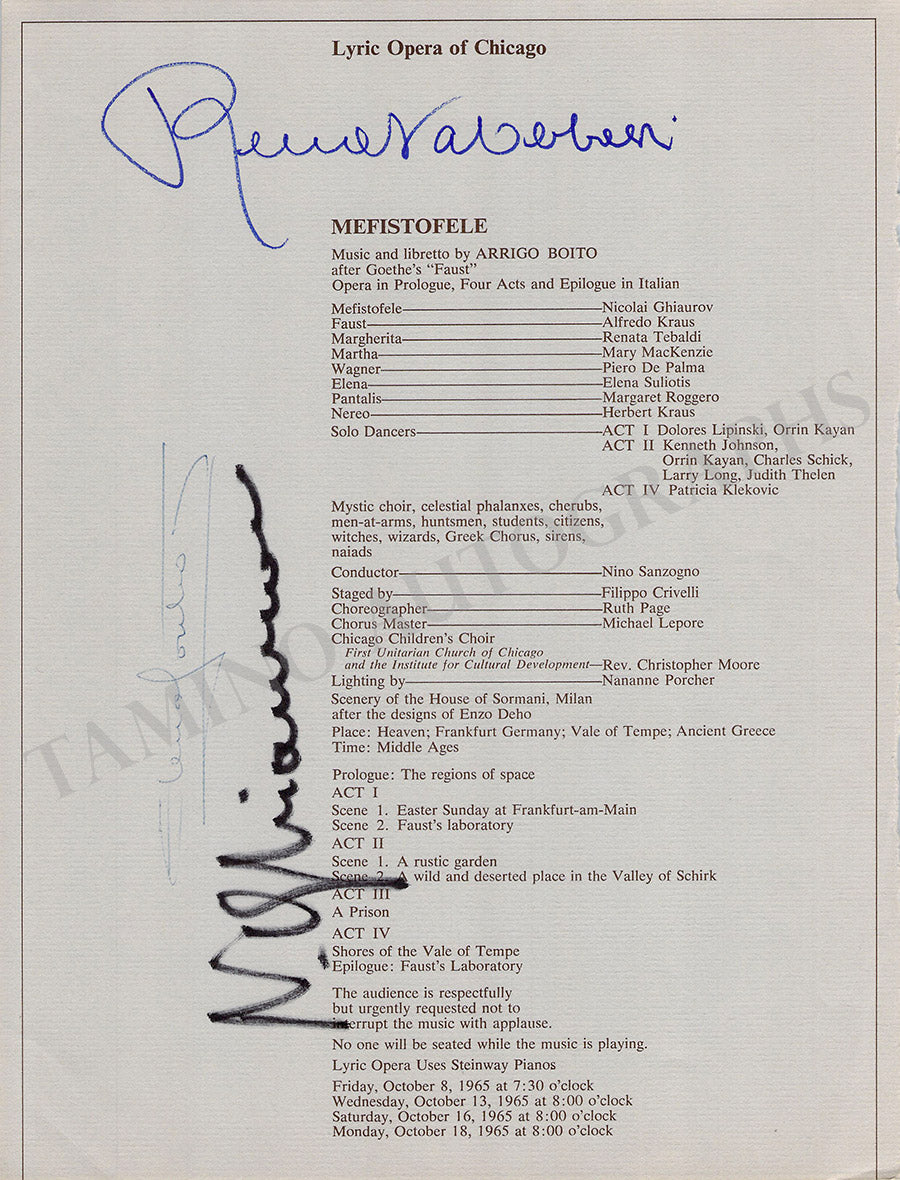 Lyric Opera of Chicago
Renata Tebaldi
MEFISTOFELE
Music and libretto by ARRIGO BOITO
after Goethe's “Faust”
Opera in Prologue, Four Acts and Epilogue in Italian
Mefistofele—Nicolai Ghiaurov
Faust—Alfredo Kraus
Margherita—Renata Tebaldi
Martha—Mary MacKenzie
Wagner—Piero De Palma
Elena—Elena Suliotis
Pantalis—Margaret Roggero
Nereo—Herbert Kraus
Solo Dancers—ACT I Dolores Lipinski, Orrin Kayan
ACT II Kenneth Johnson,
Orrin Kayan, Charles Schick,
Larry Long, Judith Thelen
ACT IV Patricia Klekovic
Mystic choir, celestial phalanxes, cherubs,
men-at-arms, huntsmen, students, citizens,
witches, wizards, Greek Chorus, sirens,
naiads
Conductor—Nino Sanzogno
Staged by—Filippo Crivelli
Choreographer—Ruth Page
Chorus Master—Michael Lepore
Chicago Children's Choir
First Unitarian Church of Chicago
and the Institute for Cultural Development—Rev. Christopher Moore
Lighting by—Nananne Porcher
Scenery of the House of Sormani, Milan
after the designs of Enzo Deho
Place: Heaven; Frankfurt Germany; Vale of Tempe; Ancient Greece
Time: Middle Ages
Prologue: The regions of space
ACT I
Scene 1. Easter Sunday at Frankfurt-am-Main
Scene 2. Faust's laboratory
ACT II
Scene 1. A rustic garden
Scene 2. A wild and deserted place in the Valley of Schirk
ACT III
A Prison
ACT IV
Shores of the Vale of Tempe
Epilogue: Faust's Laboratory
The audience is respectfully
but urgently requested not to
interrupt the music with applause.
No one will be seated while the music is playing.
Lyric Opera Uses Steinway Pianos
Friday, October 8, 1965 at 7:30 o'clock
Wednesday, October 13, 1965 at 8:00 o'clock
Saturday, October 16, 1965 at 8:00 o'clock
Monday, October 18, 1965 at 8:00 o'clock
N. Ghiaurov
TAMINO AUTOGRAPHS